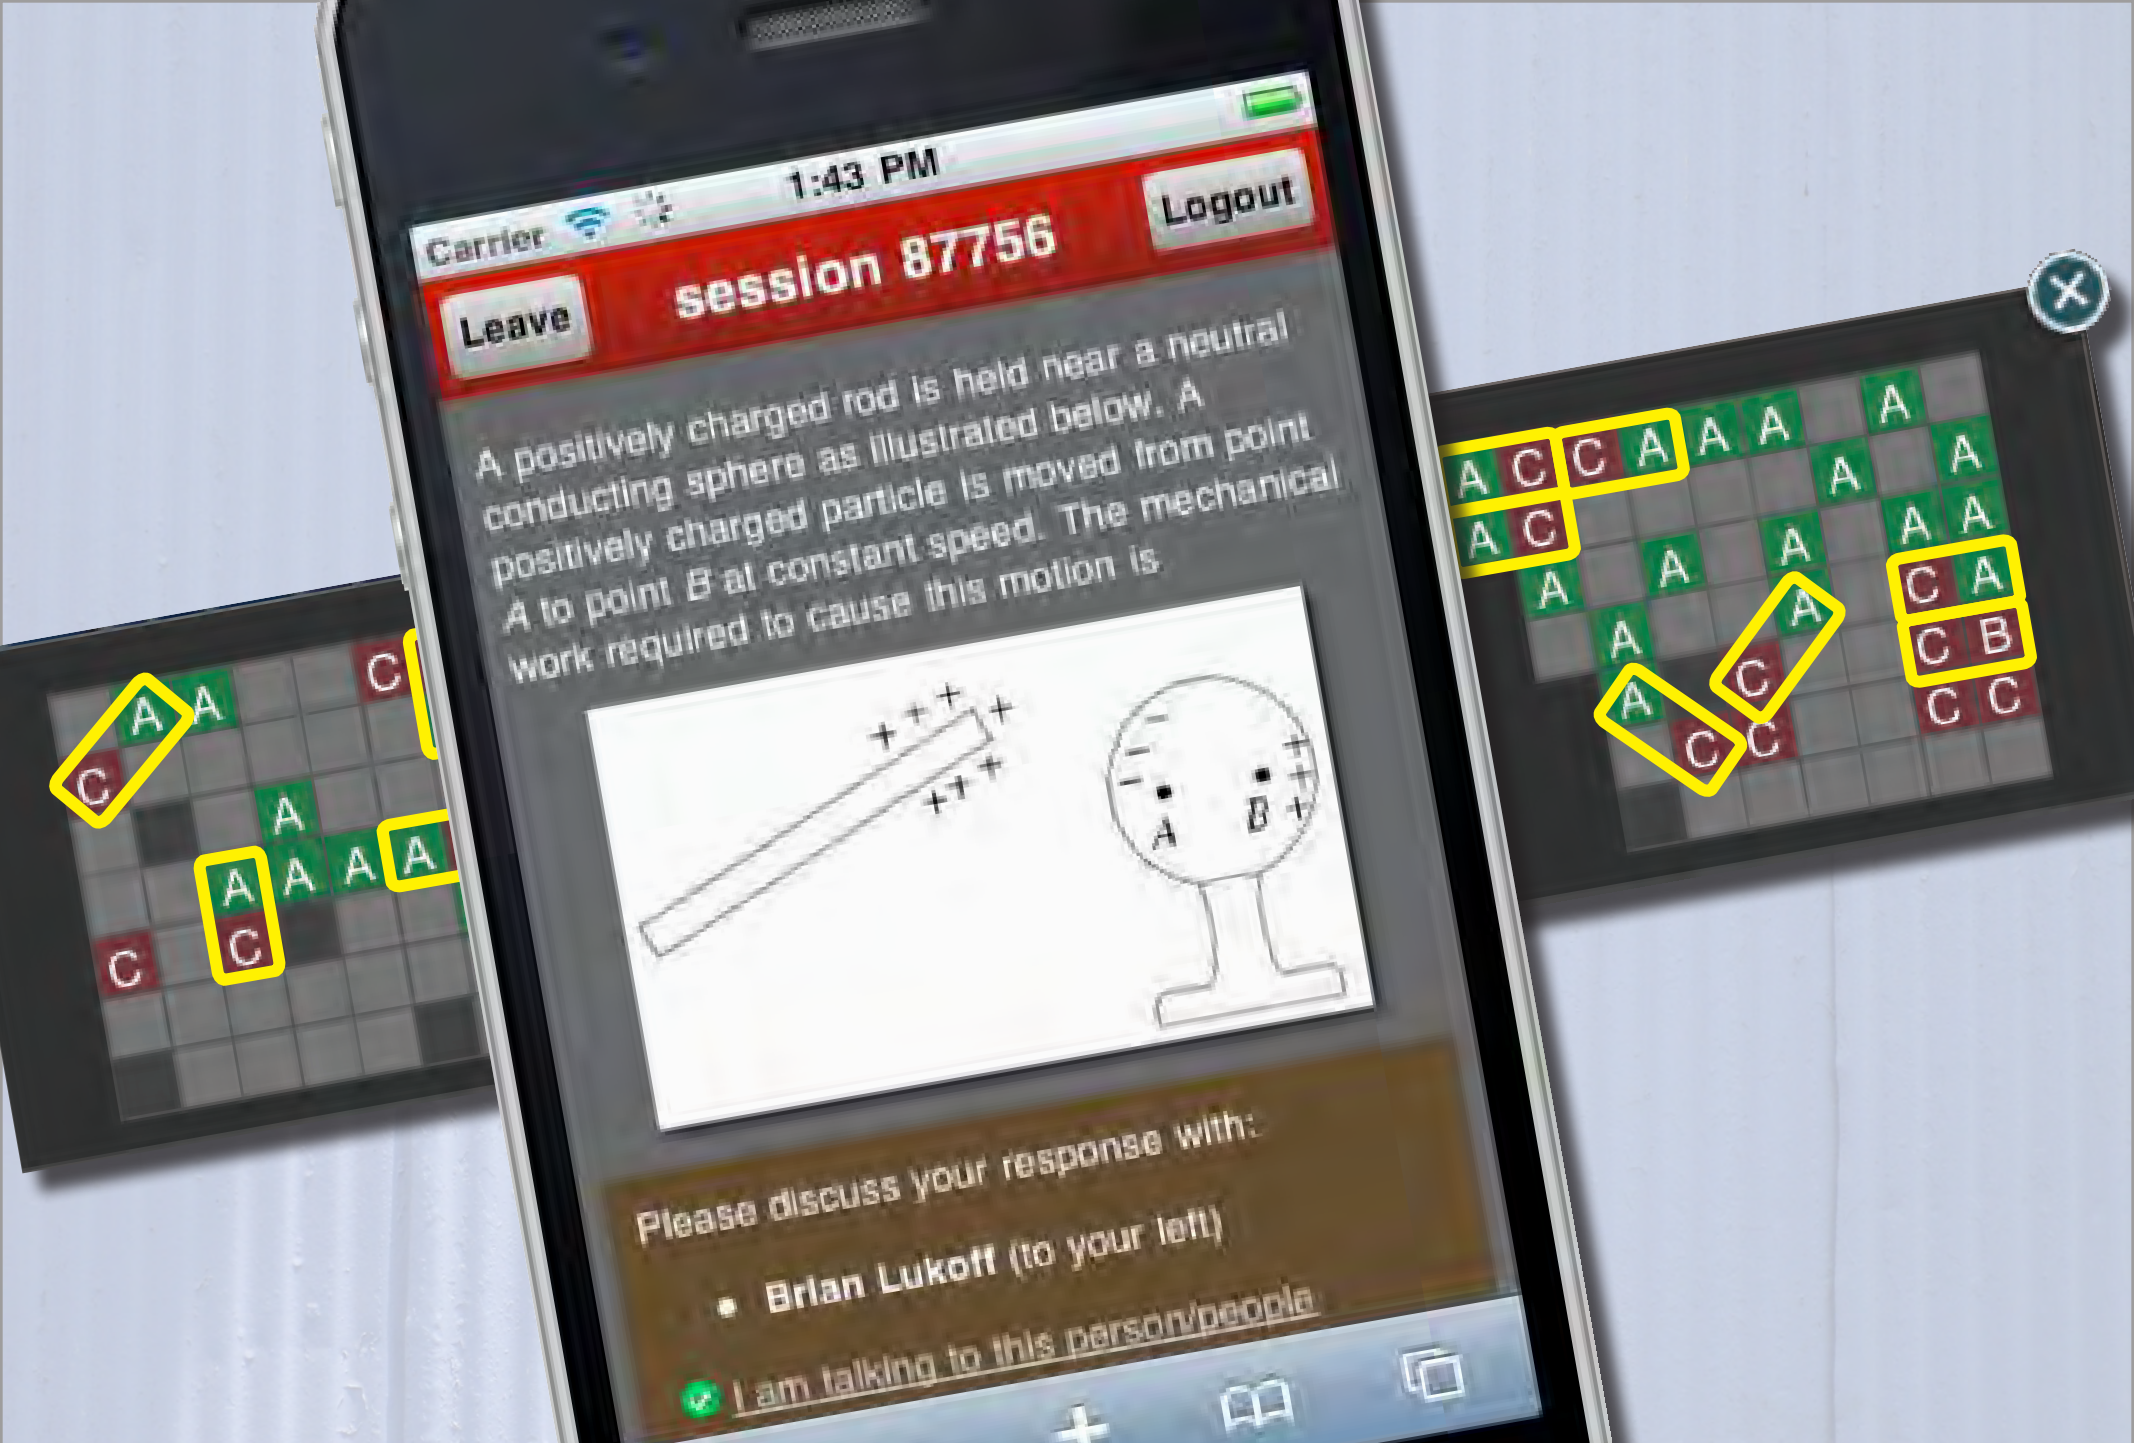 Carrier 1:43 PM
Leave session 87756 Logout
A positively charged rod is held near a neutral
conducting sphere as illustrated below. A
positively charged particle is moved from point
A to point B at constant speed. The mechanical
work required to cause this motion is
+ + + +
+ + +
A B
Please discuss your response with:
• Brian Lukoff (to your left)
I am talking to this person/people
A A C
C
A
A A A A
C C
A C C A A A A
A C A A
A A A A A
A A C A
A C C B
C C C C